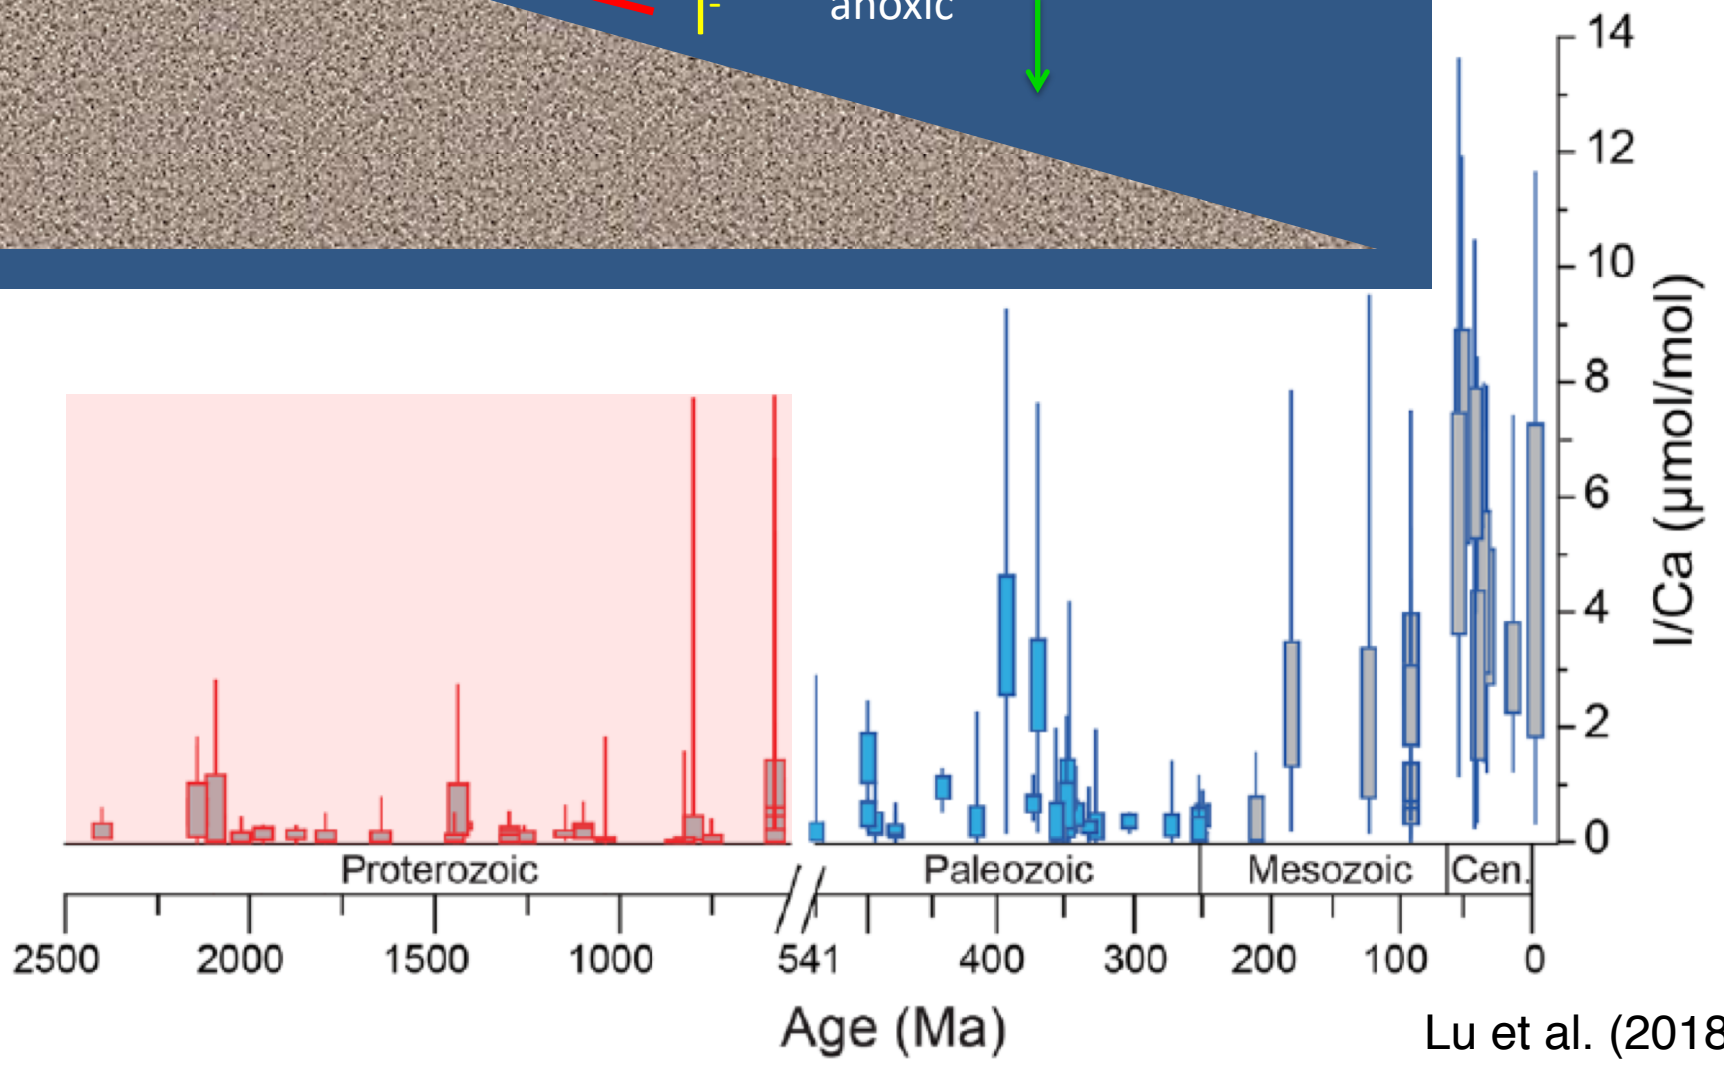 I-
anoxic
14
12
10
8
6
4
2
0
I/Ca (µmol/mol)
Proterozoic
Paleozoic
Mesozoic
Cen.
2500
2000
1500
1000
541
400
300
200
100
0
Age (Ma)
Lu et al. (2018